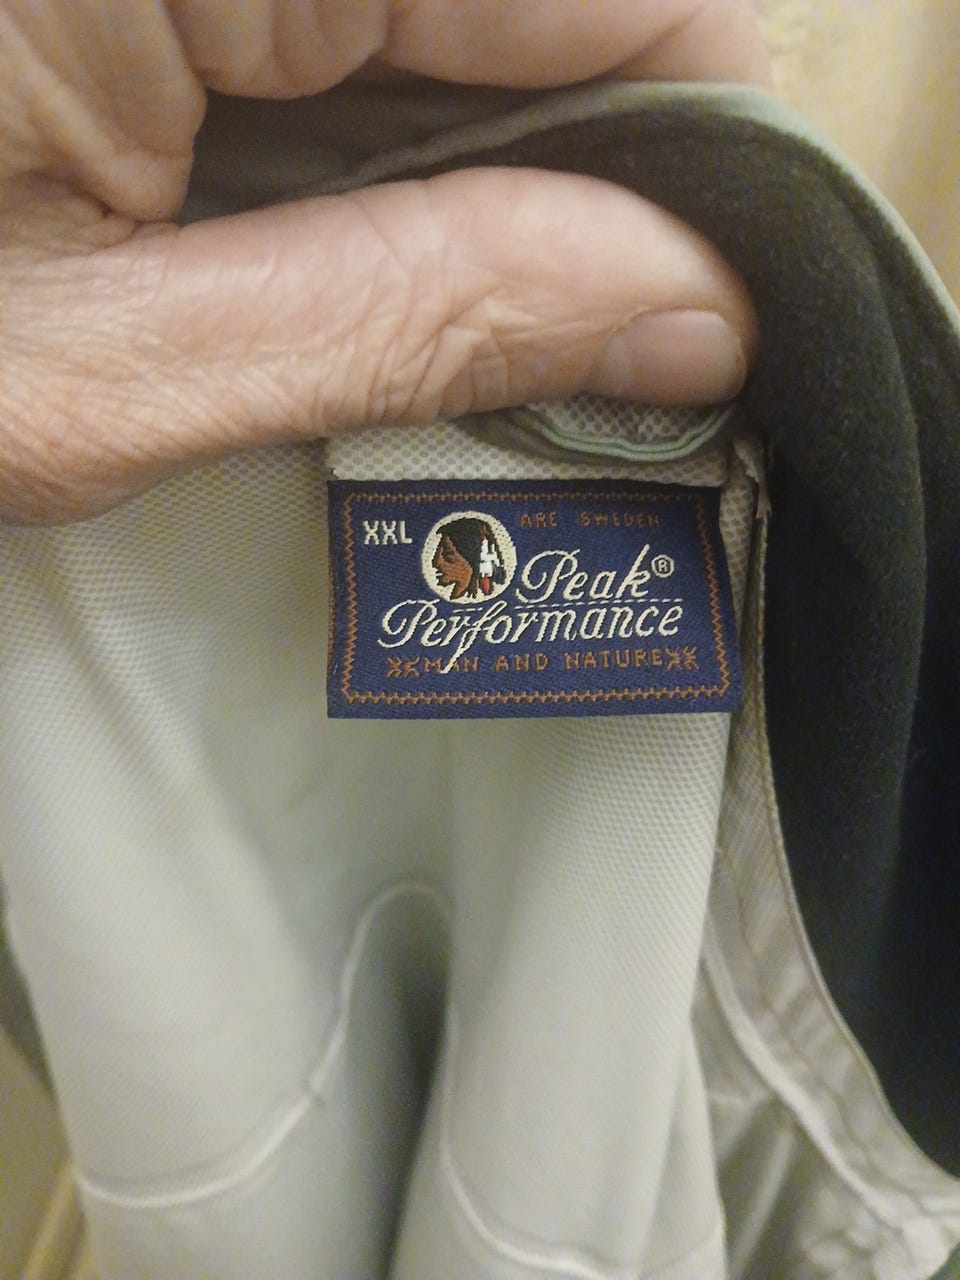 XXL
ARE SWEDEN
Peak®
Performance
MAN AND NATURE